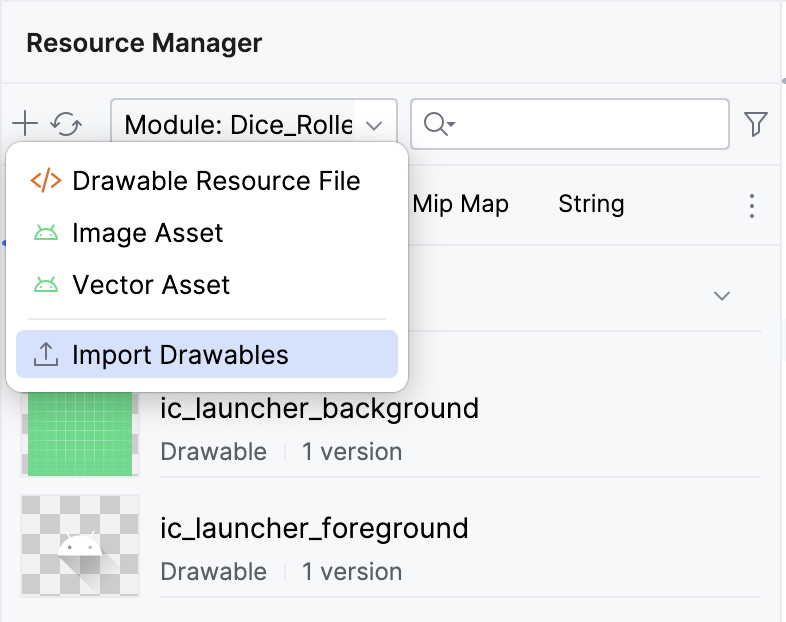 Resource Manager
Module: Dice_Rolle
Drawable Resource File
Mip Map
String
Image Asset
Vector Asset
Import Drawables
ic_launcher_background
Drawable
1 version
ic_launcher_foreground
Drawable
1 version